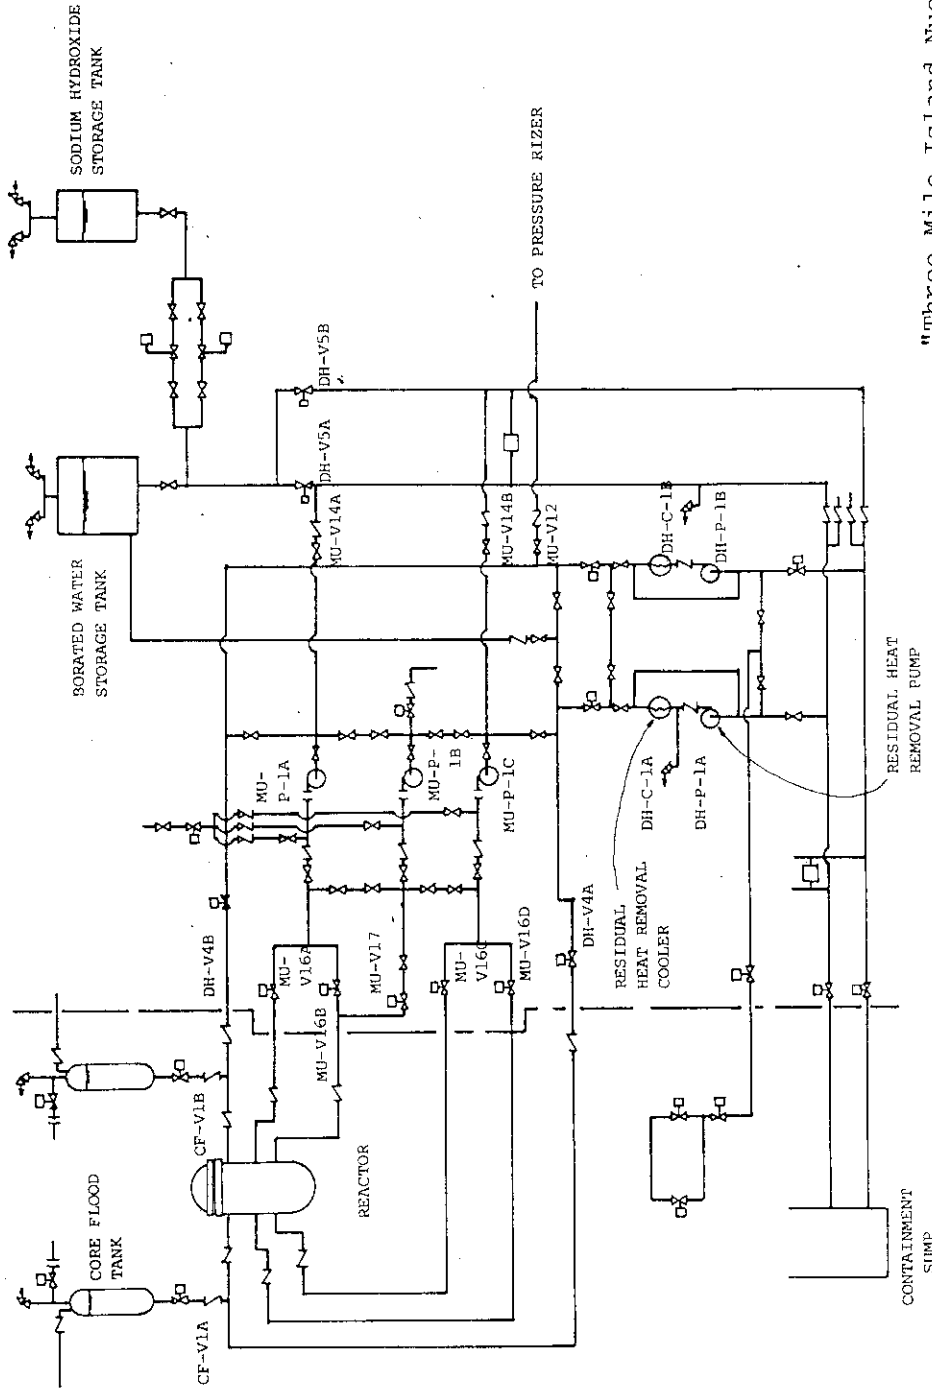 SODIUM HYDROXIDE
STORAGE TANK
BORATED WATER
STORAGE TANK
TO PRESSURE RIZER
DH-V5B
DH-V5A
MU-V14A
MU-V14B
MU-V12
DH-C-1B
DH-P-1B
MU-
P-1A
MU-P-
1B
MU-P-1C
DH-C-1A
DH-P-1A
RESIDUAL HEAT
REMOVAL PUMP
RESIDUAL
HEAT REMOVAL
COOLER
DH-V4B
MU-
V16A
MU-V16B
MU-V17
MU-
V16C
MU-V16D
DH-V4A
CF-V1B
REACTOR
CORE FLOOD
TANK
CF-V1A
CONTAINMENT
SUMP
"Three Mile Island